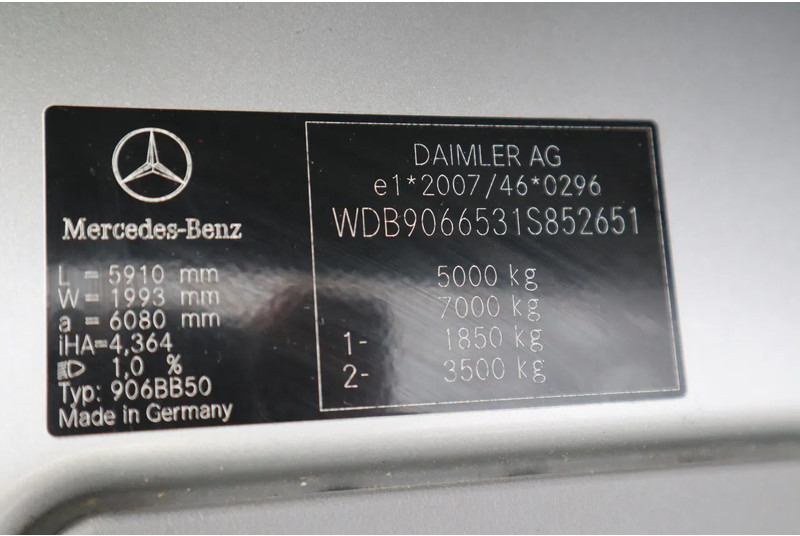 Mercedes-Benz
L = 5910 mm
W = 1993 mm
a = 6080 mm
iHA=4,364
1,0 %
Typ: 906BB50
Made in Germany
DAIMLER AG
e1*2007/46*0296
WDB9066531S852651
5000 kg
7000 kg
1- 1850 kg
2- 3500 kg